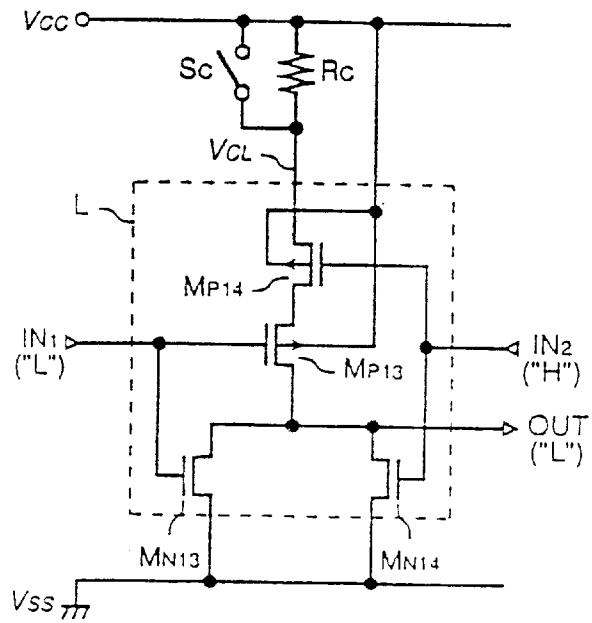 VCC
SC RC
VCL
L
MP14
IN1
("L")
IN2
("H")
MP13
OUT
("L")
MN13
MN14
VSS